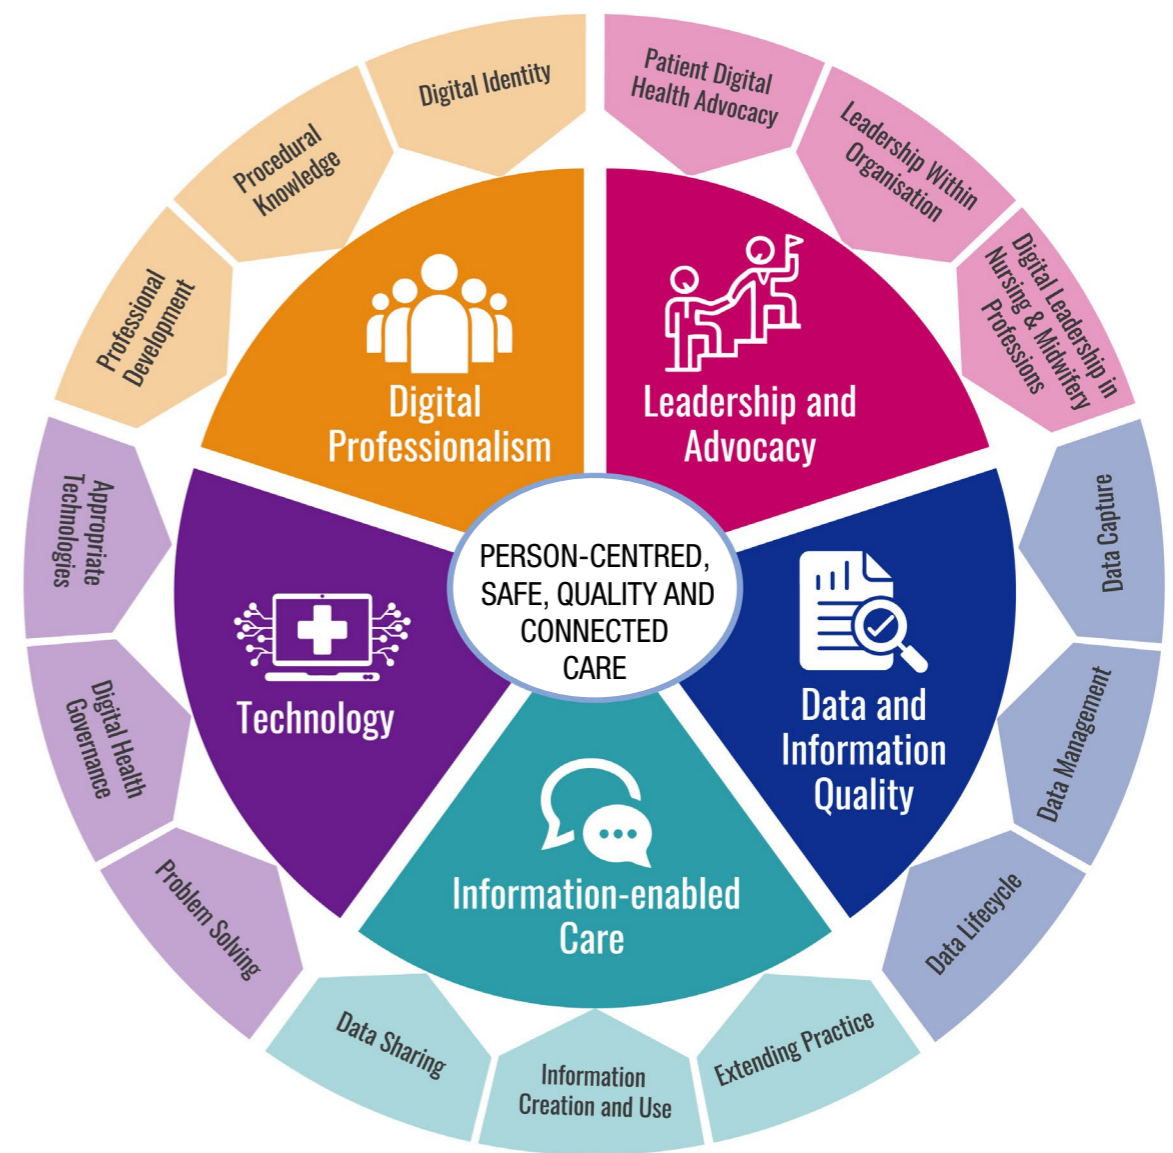 Digital Identity
Procedural
Knowledge
Professional
Development
Digital
Professionalism
Patient Digital
Health Advocacy
Leadership Within
Organisation
Digital Leadership in
Nursing & Midwifery
Professions
Leadership and
Advocacy
Data Capture
Data Management
Data Lifecycle
Data and
Information
Quality
Extending Practice
Information
Creation and Use
Data Sharing
Information-enabled
Care
Problem Solving
Digital Health
Governance
Appropriate
Technologies
Technology
PERSON-CENTRED,
SAFE, QUALITY AND
CONNECTED
CARE